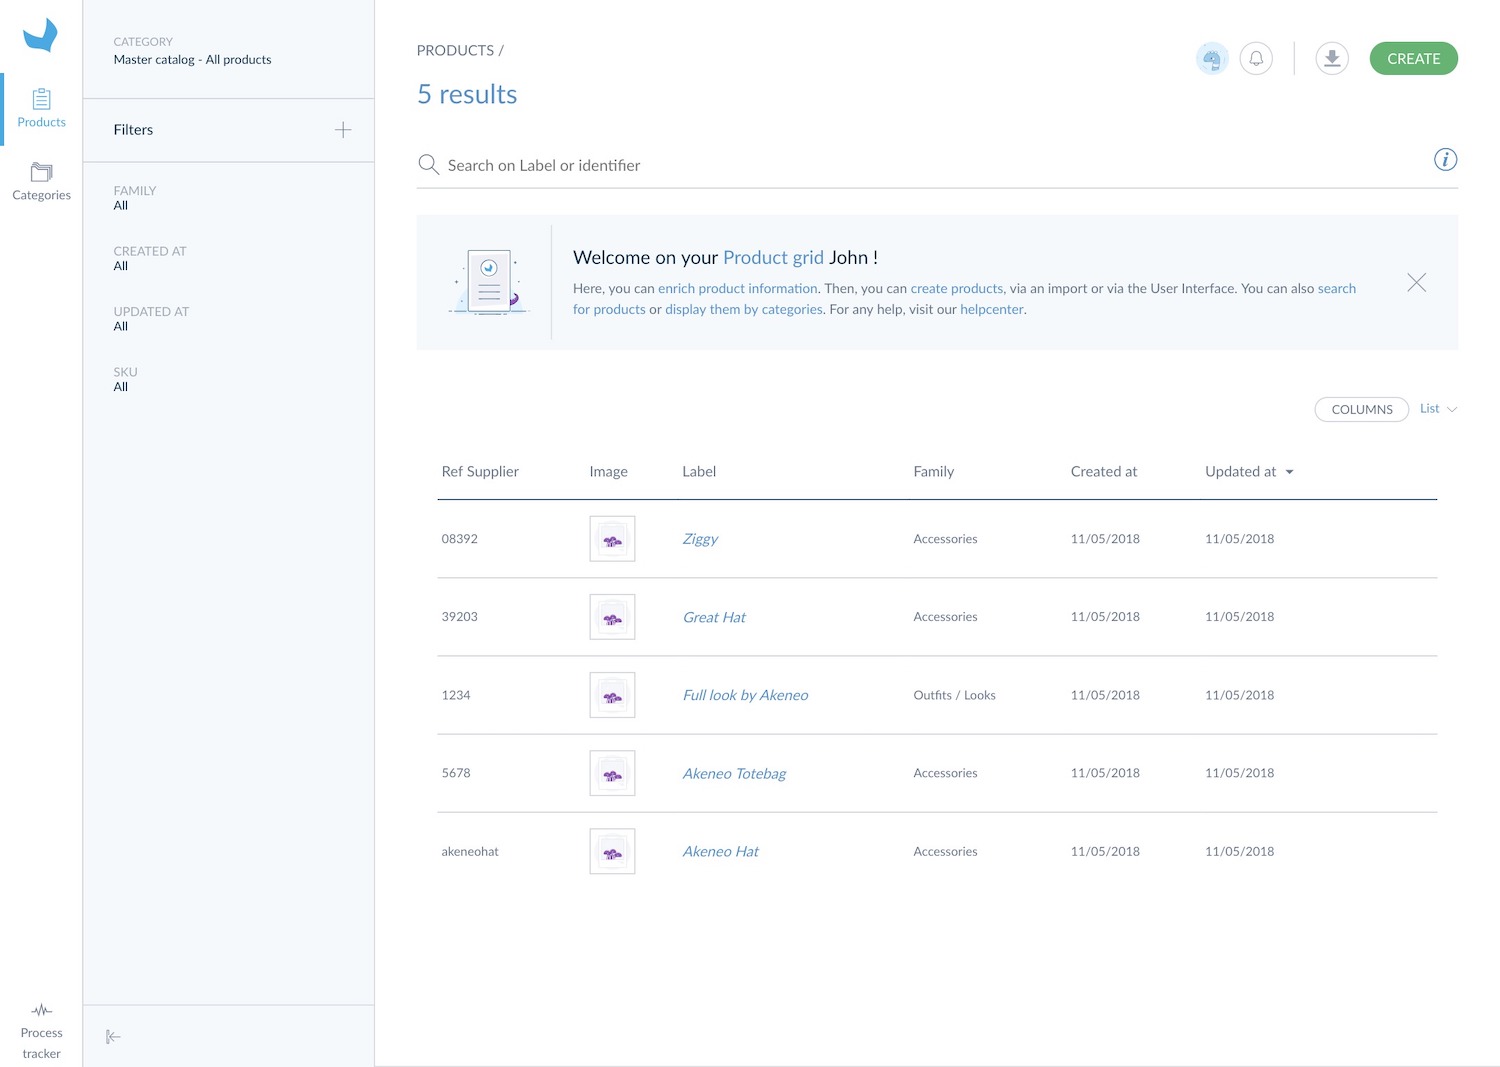 CATEGORY
Master catalog - All products
Products
Categories
Filters
FAMILY
All
CREATED AT
All
UPDATED AT
All
SKU
All
Process
tracker
PRODUCTS /
CREATE
5 results
Search on Label or identifier
i
Welcome on your Product grid John !
Here, you can enrich product information. Then, you can create products, via an import or via the User Interface. You can also search
for products or display them by categories. For any help, visit our helpcenter.
COLUMNS List
Ref Supplier Image Label Family Created at Updated at
08392 Ziggy Accessories 11/05/2018 11/05/2018
39203 Great Hat Accessories 11/05/2018 11/05/2018
1234 Full look by Akeneo Outfits / Looks 11/05/2018 11/05/2018
5678 Akeneo Totebag Accessories 11/05/2018 11/05/2018
akeneohat Akeneo Hat Accessories 11/05/2018 11/05/2018